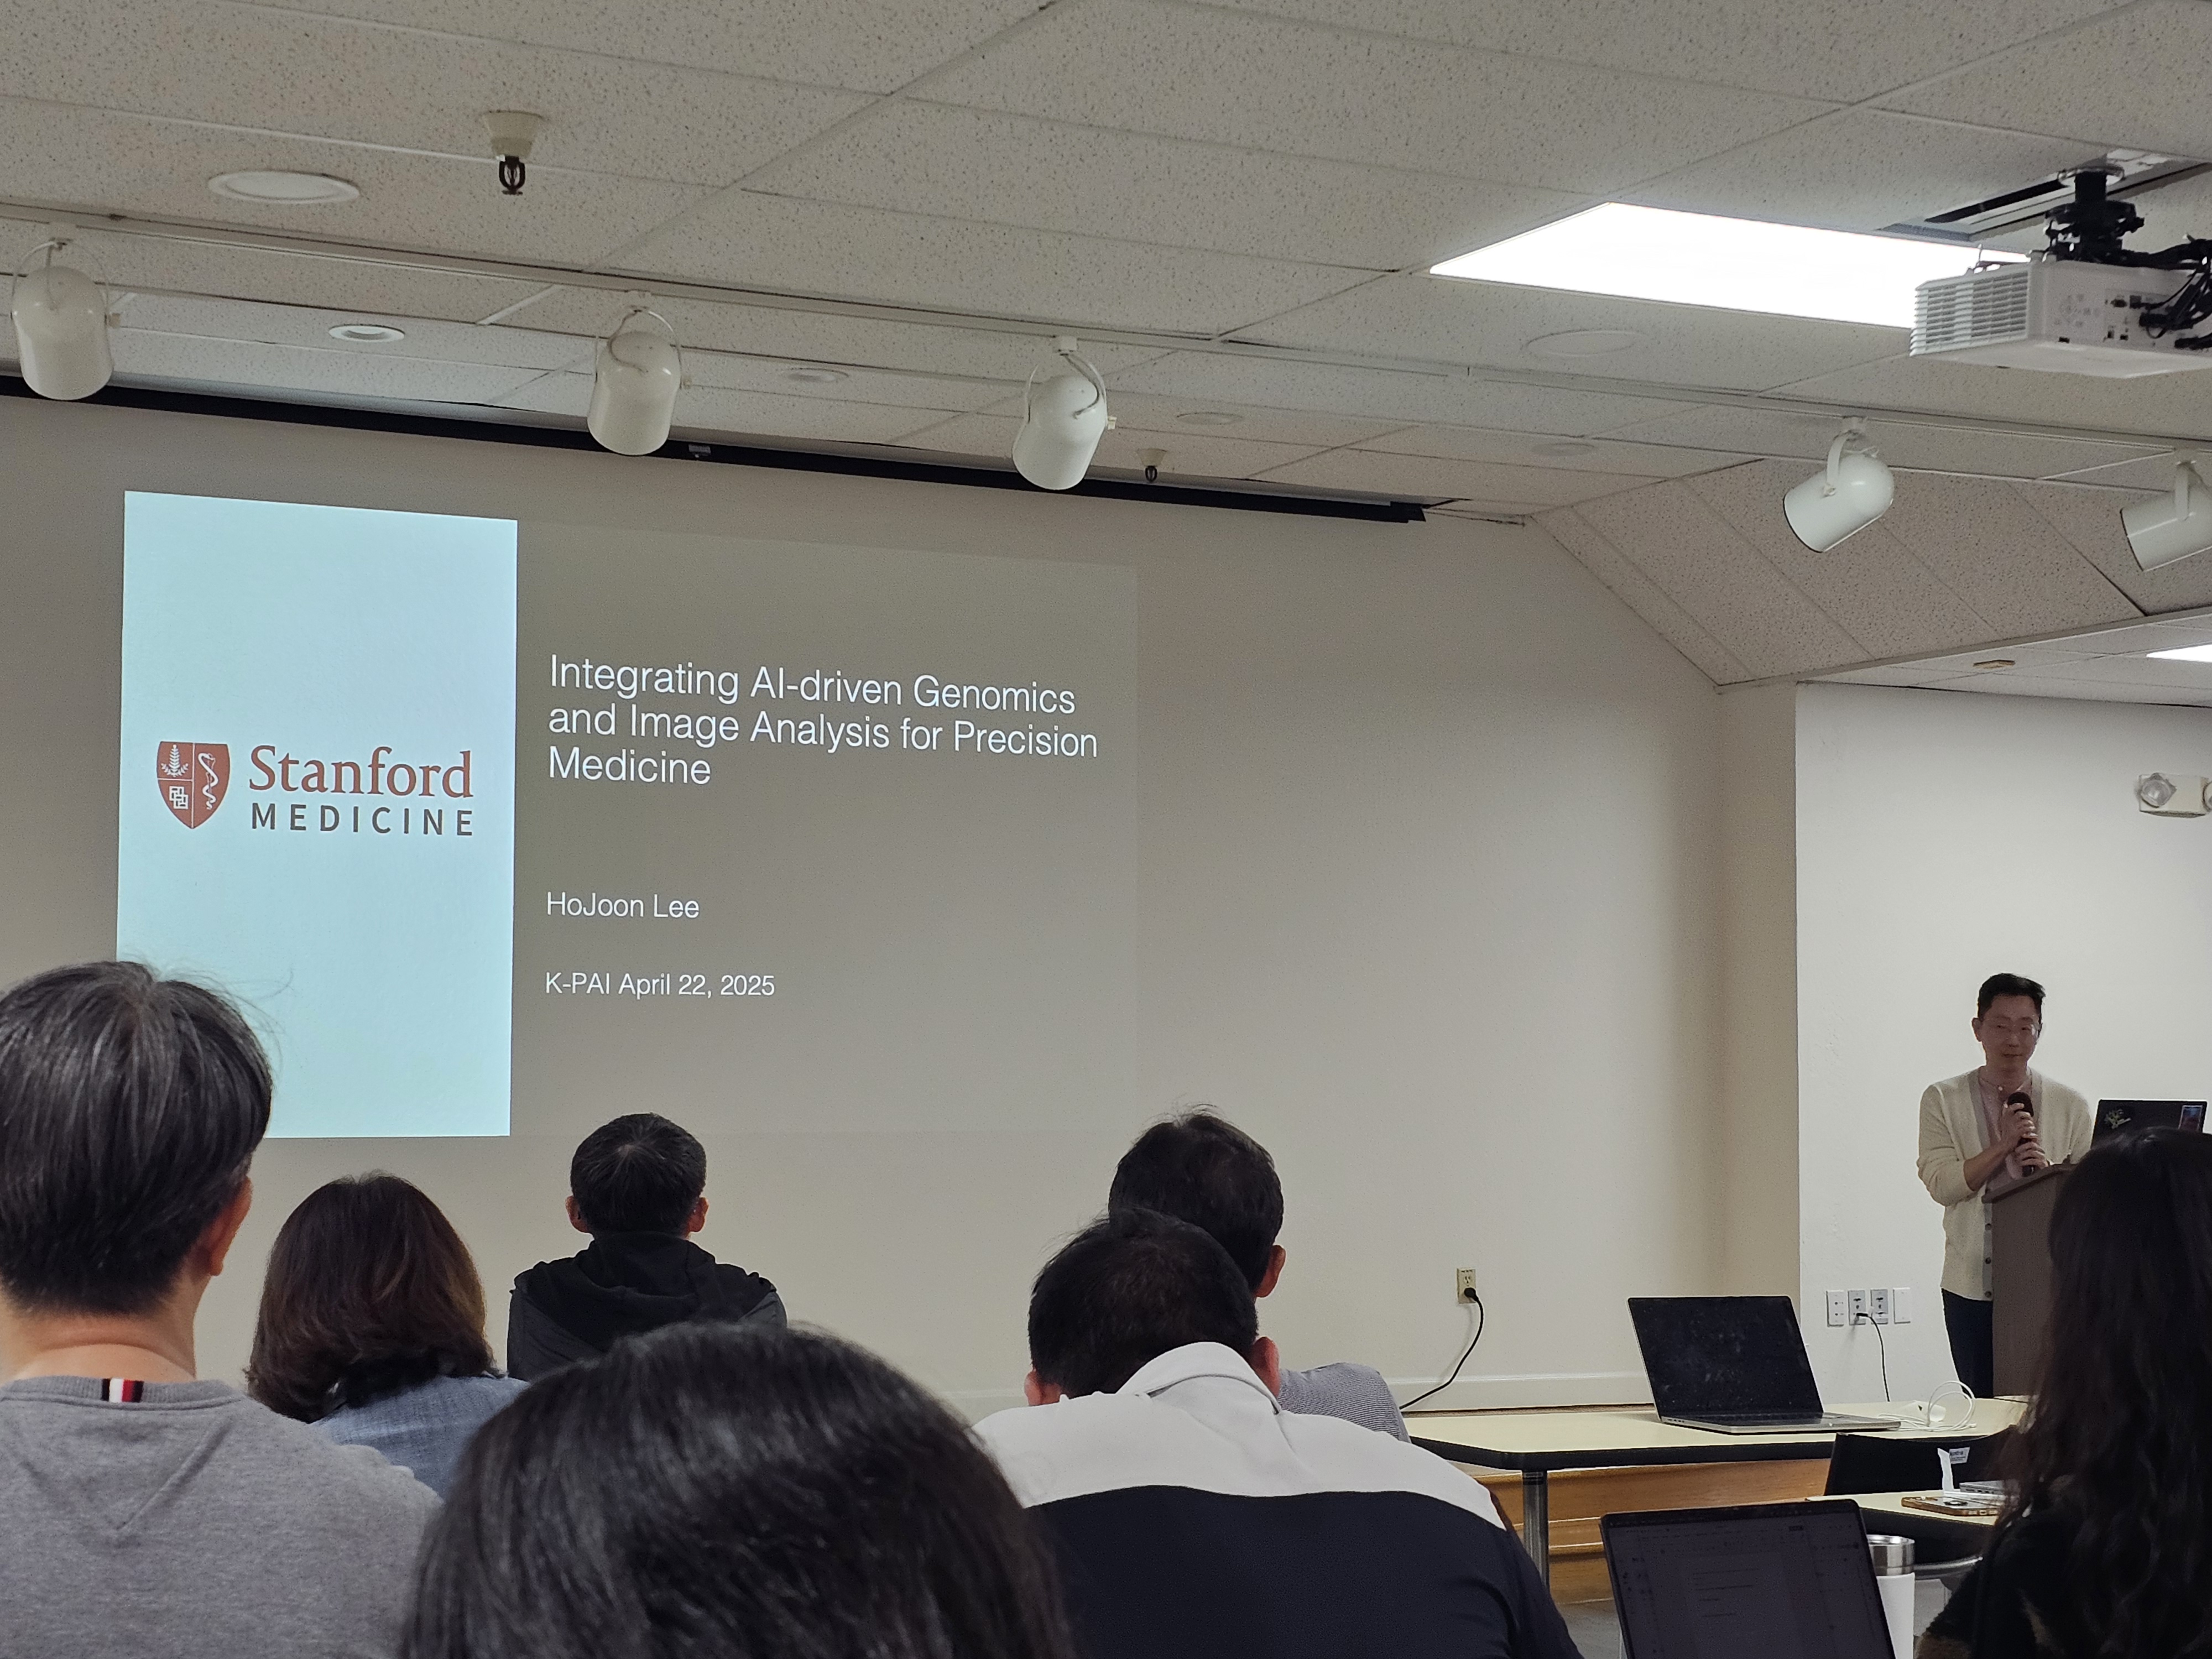 Stanford
MEDICINE
Integrating AI-driven Genomics
and Image Analysis for Precision
Medicine
HoJoon Lee
K-PAI April 22, 2025